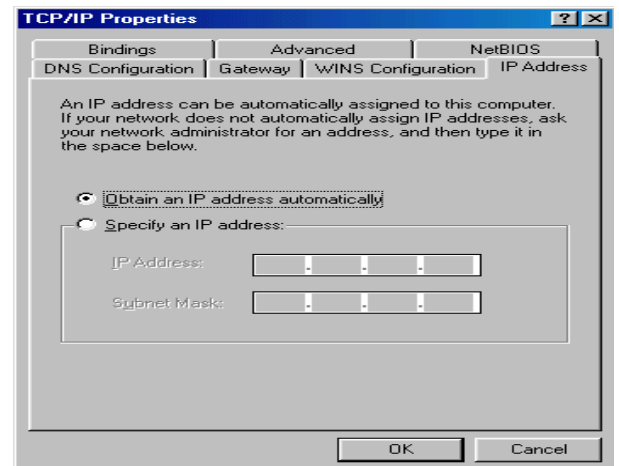 TCP/IP Properties
? ×
Bindings Advanced NetBIOS
DNS Configuration Gateway WINS Configuration IP Address
An IP address can be automatically assigned to this computer.
If your network does not automatically assign IP addresses, ask
your network administrator for an address, and then type it in
the space below.
Obtain an IP address automatically
Specify an IP address:
IP Address:
. . .
Subnet Mask:
. . .
OK Cancel